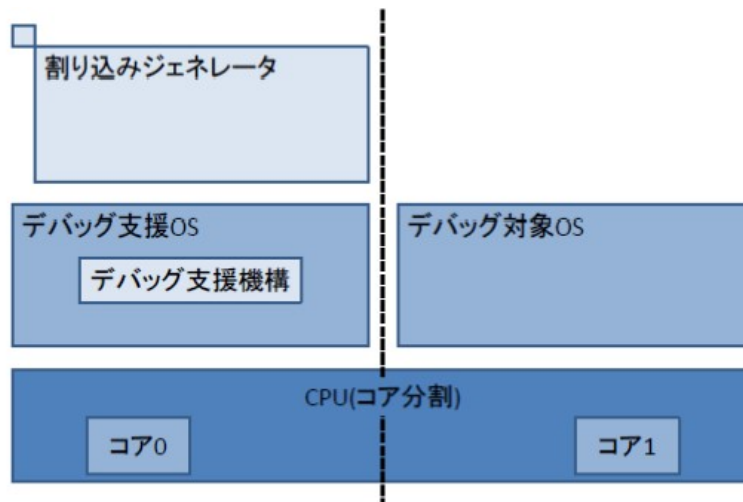 割り込みジェネレータ
デバッグ支援OS
デバッグ支援機構
デバッグ対象OS
CPU(コア分割)
コア0
コア1